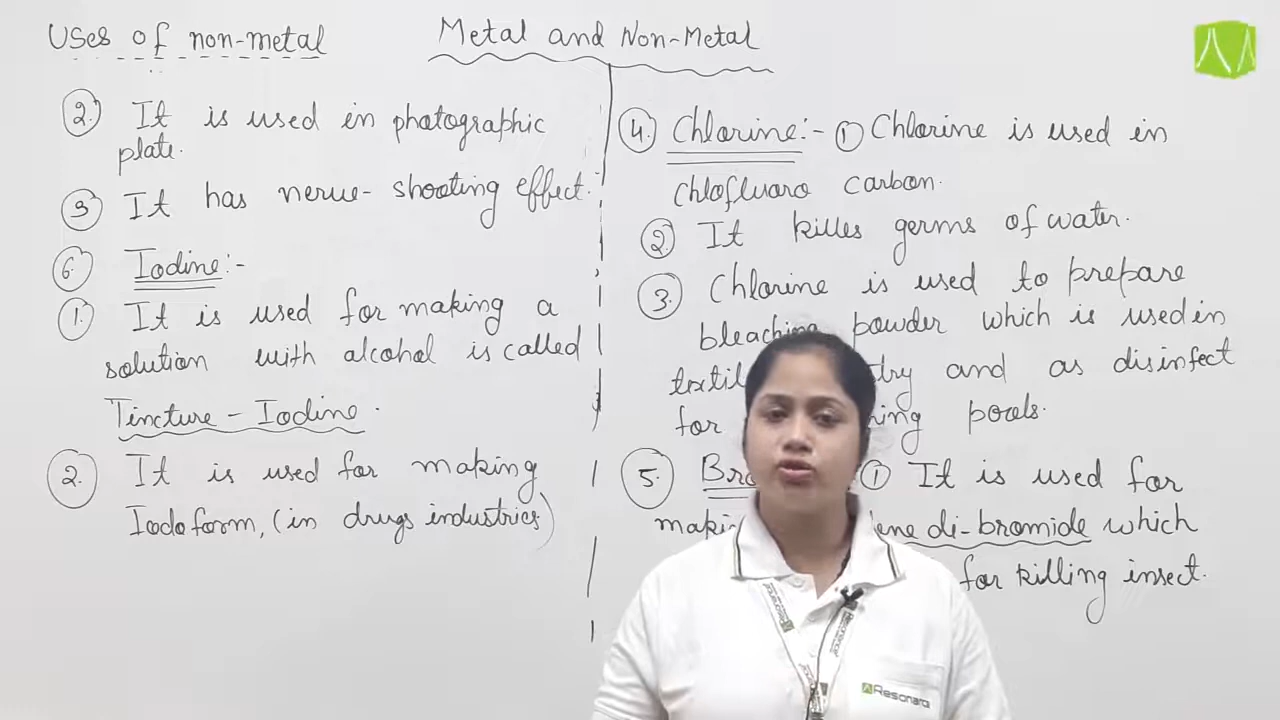 Uses of non-metal
Metal and Non-Metal
2. It is used in photographic
plate.
3. It has nerve-shooting effect.
6. Iodine:-
1. It is used for making a
solution with alcohol is called
Tincture-Iodine.
2. It is used for making
Iodoform, (in drugs industries)
4. Chlorine:- 1 Chlorine is used in
chlofluoro carbon.
2. It killes germs of water.
3. Chlorine is used to prepare
bleaching powder which is used in
and as disinfect
for pools.
5. 1 It is used for
di-bromide which
for killing insect.
Resonance